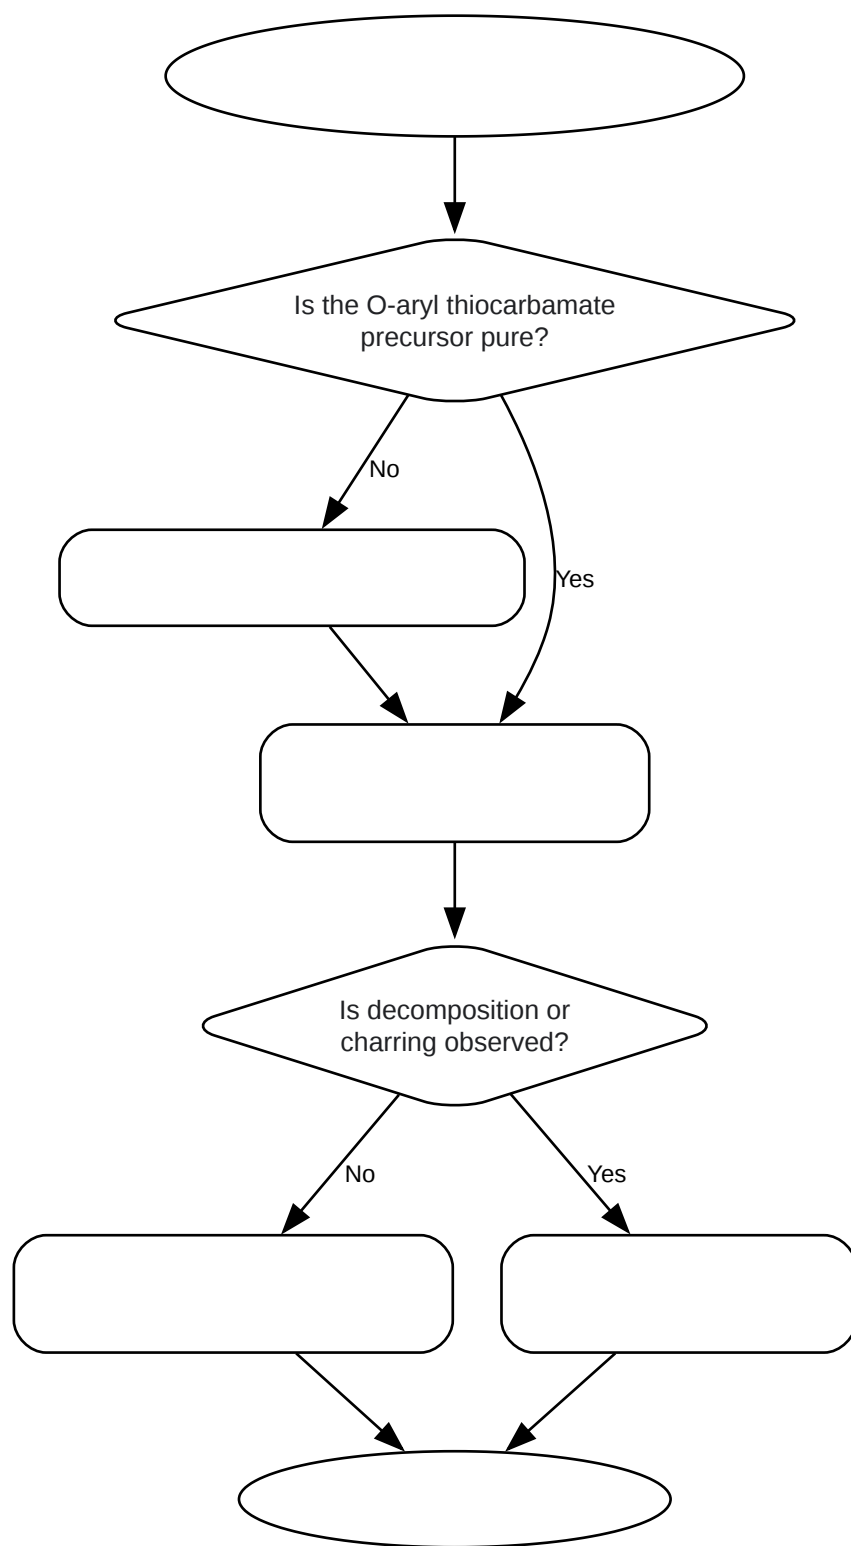 Is the O-aryl thiocarbamate
precursor pure?
No
Yes
Is decomposition or
charring observed?
No
Yes